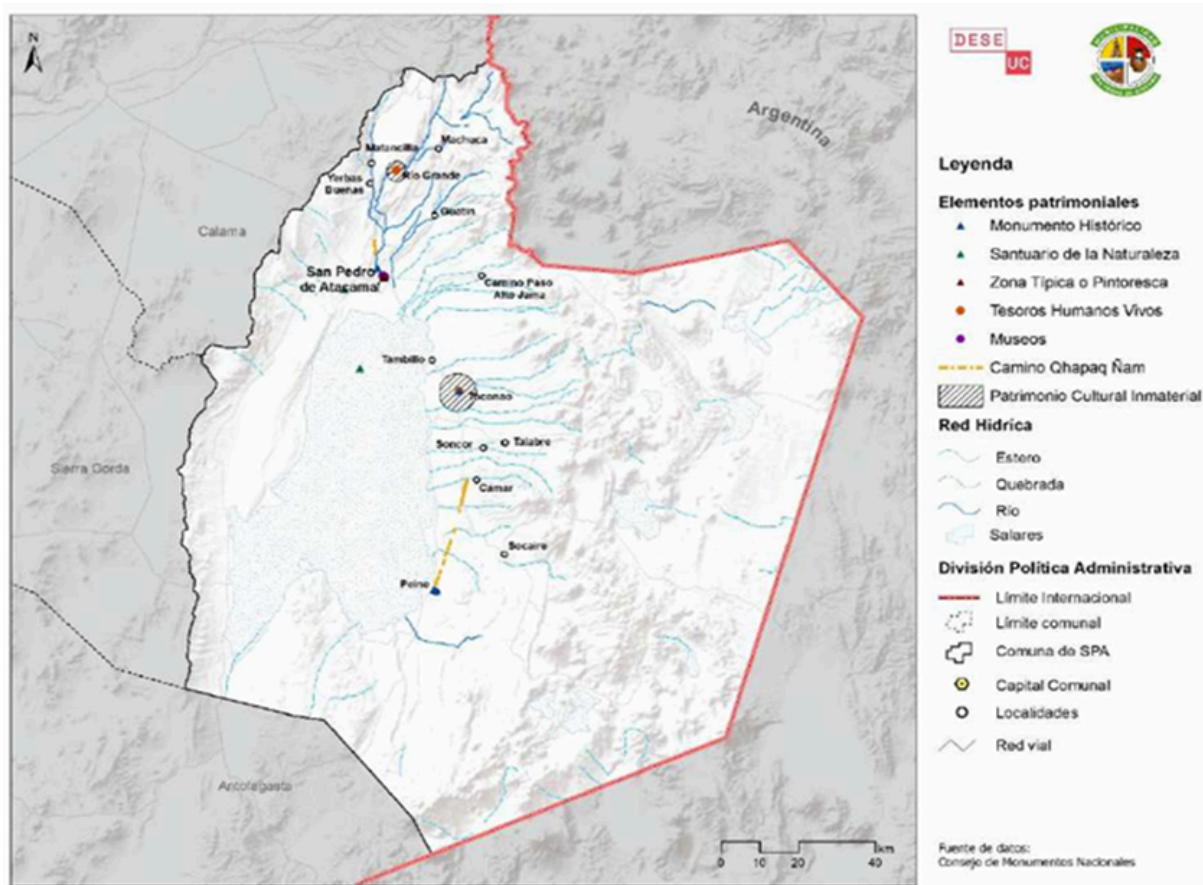 N
DESE
UC
MUNICIPALIDAD
Argentina
Calama
Sierra Gorda
Antofagasta
Machuca
Matancilla
Río Grande
Yerbas
Buenas
Guatin
San Pedro
de Atacama
Camino Paso
Alto Jama
Tambillo
Toconao
Soncor
Talabre
Camar
Socaire
Peine
0 10 20 40
km
Leyenda
Elementos patrimoniales
Monumento Histórico
Santuario de la Naturaleza
Zona Típica o Pintoresca
Tesoros Humanos Vivos
Museos
Camino Qhapaq Ñam
Patrimonio Cultural Inmaterial
Red Hídrica
Estero
Quebrada
Río
Salares
División Política Administrativa
Límite Internacional
Límite comunal
Comuna de SPA
Capital Comunal
Localidades
Red vial
Fuente de datos:
Consejo de Monumentos Nacionales